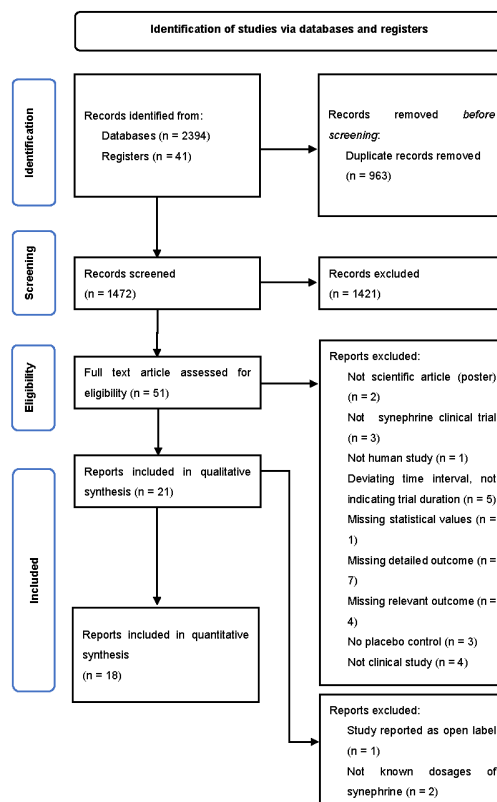 Identification of studies via databases and registers
Identification
Records identified from:
Databases (n = 2394)
Registers (n = 41)
Records removed before
screening:
Duplicate records removed
(n = 963)
Screening
Records screened
(n = 1472)
Records excluded
(n = 1421)
Eligibility
Full text article assessed for
eligibility (n = 51)
Reports excluded:
Not scientific article (poster)
(n = 2)
Not synephrine clinical trial
(n = 3)
Not human study (n = 1)
Deviating time interval, not
indicating trial duration (n = 5)
Missing statistical values (n =
1)
Missing detailed outcome (n =
7)
Missing relevant outcome (n =
4)
No placebo control (n = 3)
Not clinical study (n = 4)
Included
Reports included in qualitative
synthesis (n = 21)
Reports included in quantitative
synthesis
(n = 18)
Reports excluded:
Study reported as open label
(n = 1)
Not known dosages of
synephrine (n = 2)